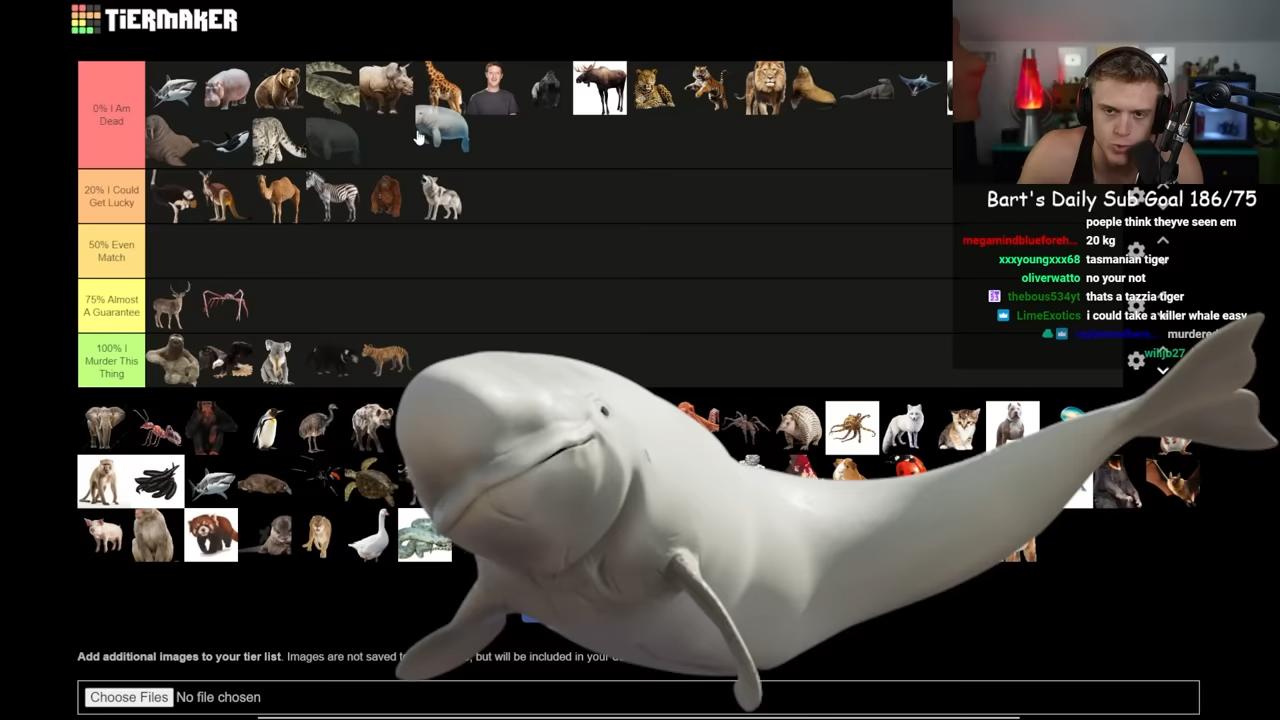 TiERMAKER
0% I Am
Dead
20% I Could
Get Lucky
50% Even
Match
75% Almost
A Guarantee
100% I
Murder This
Thing
Bart's Daily Sub Goal 186/75
poeple think theyve seen em
megamindblueforeh... 20 kg
xxxyoungxxx68 tasmanian tiger
oliverwatto no your not
thebous534yt thats a tazzia tiger
LimeExotics i could take a killer whale easy
murdered
willjb27
Add additional images to your tier list. Images are not saved but will be included in your
Choose Files No file chosen